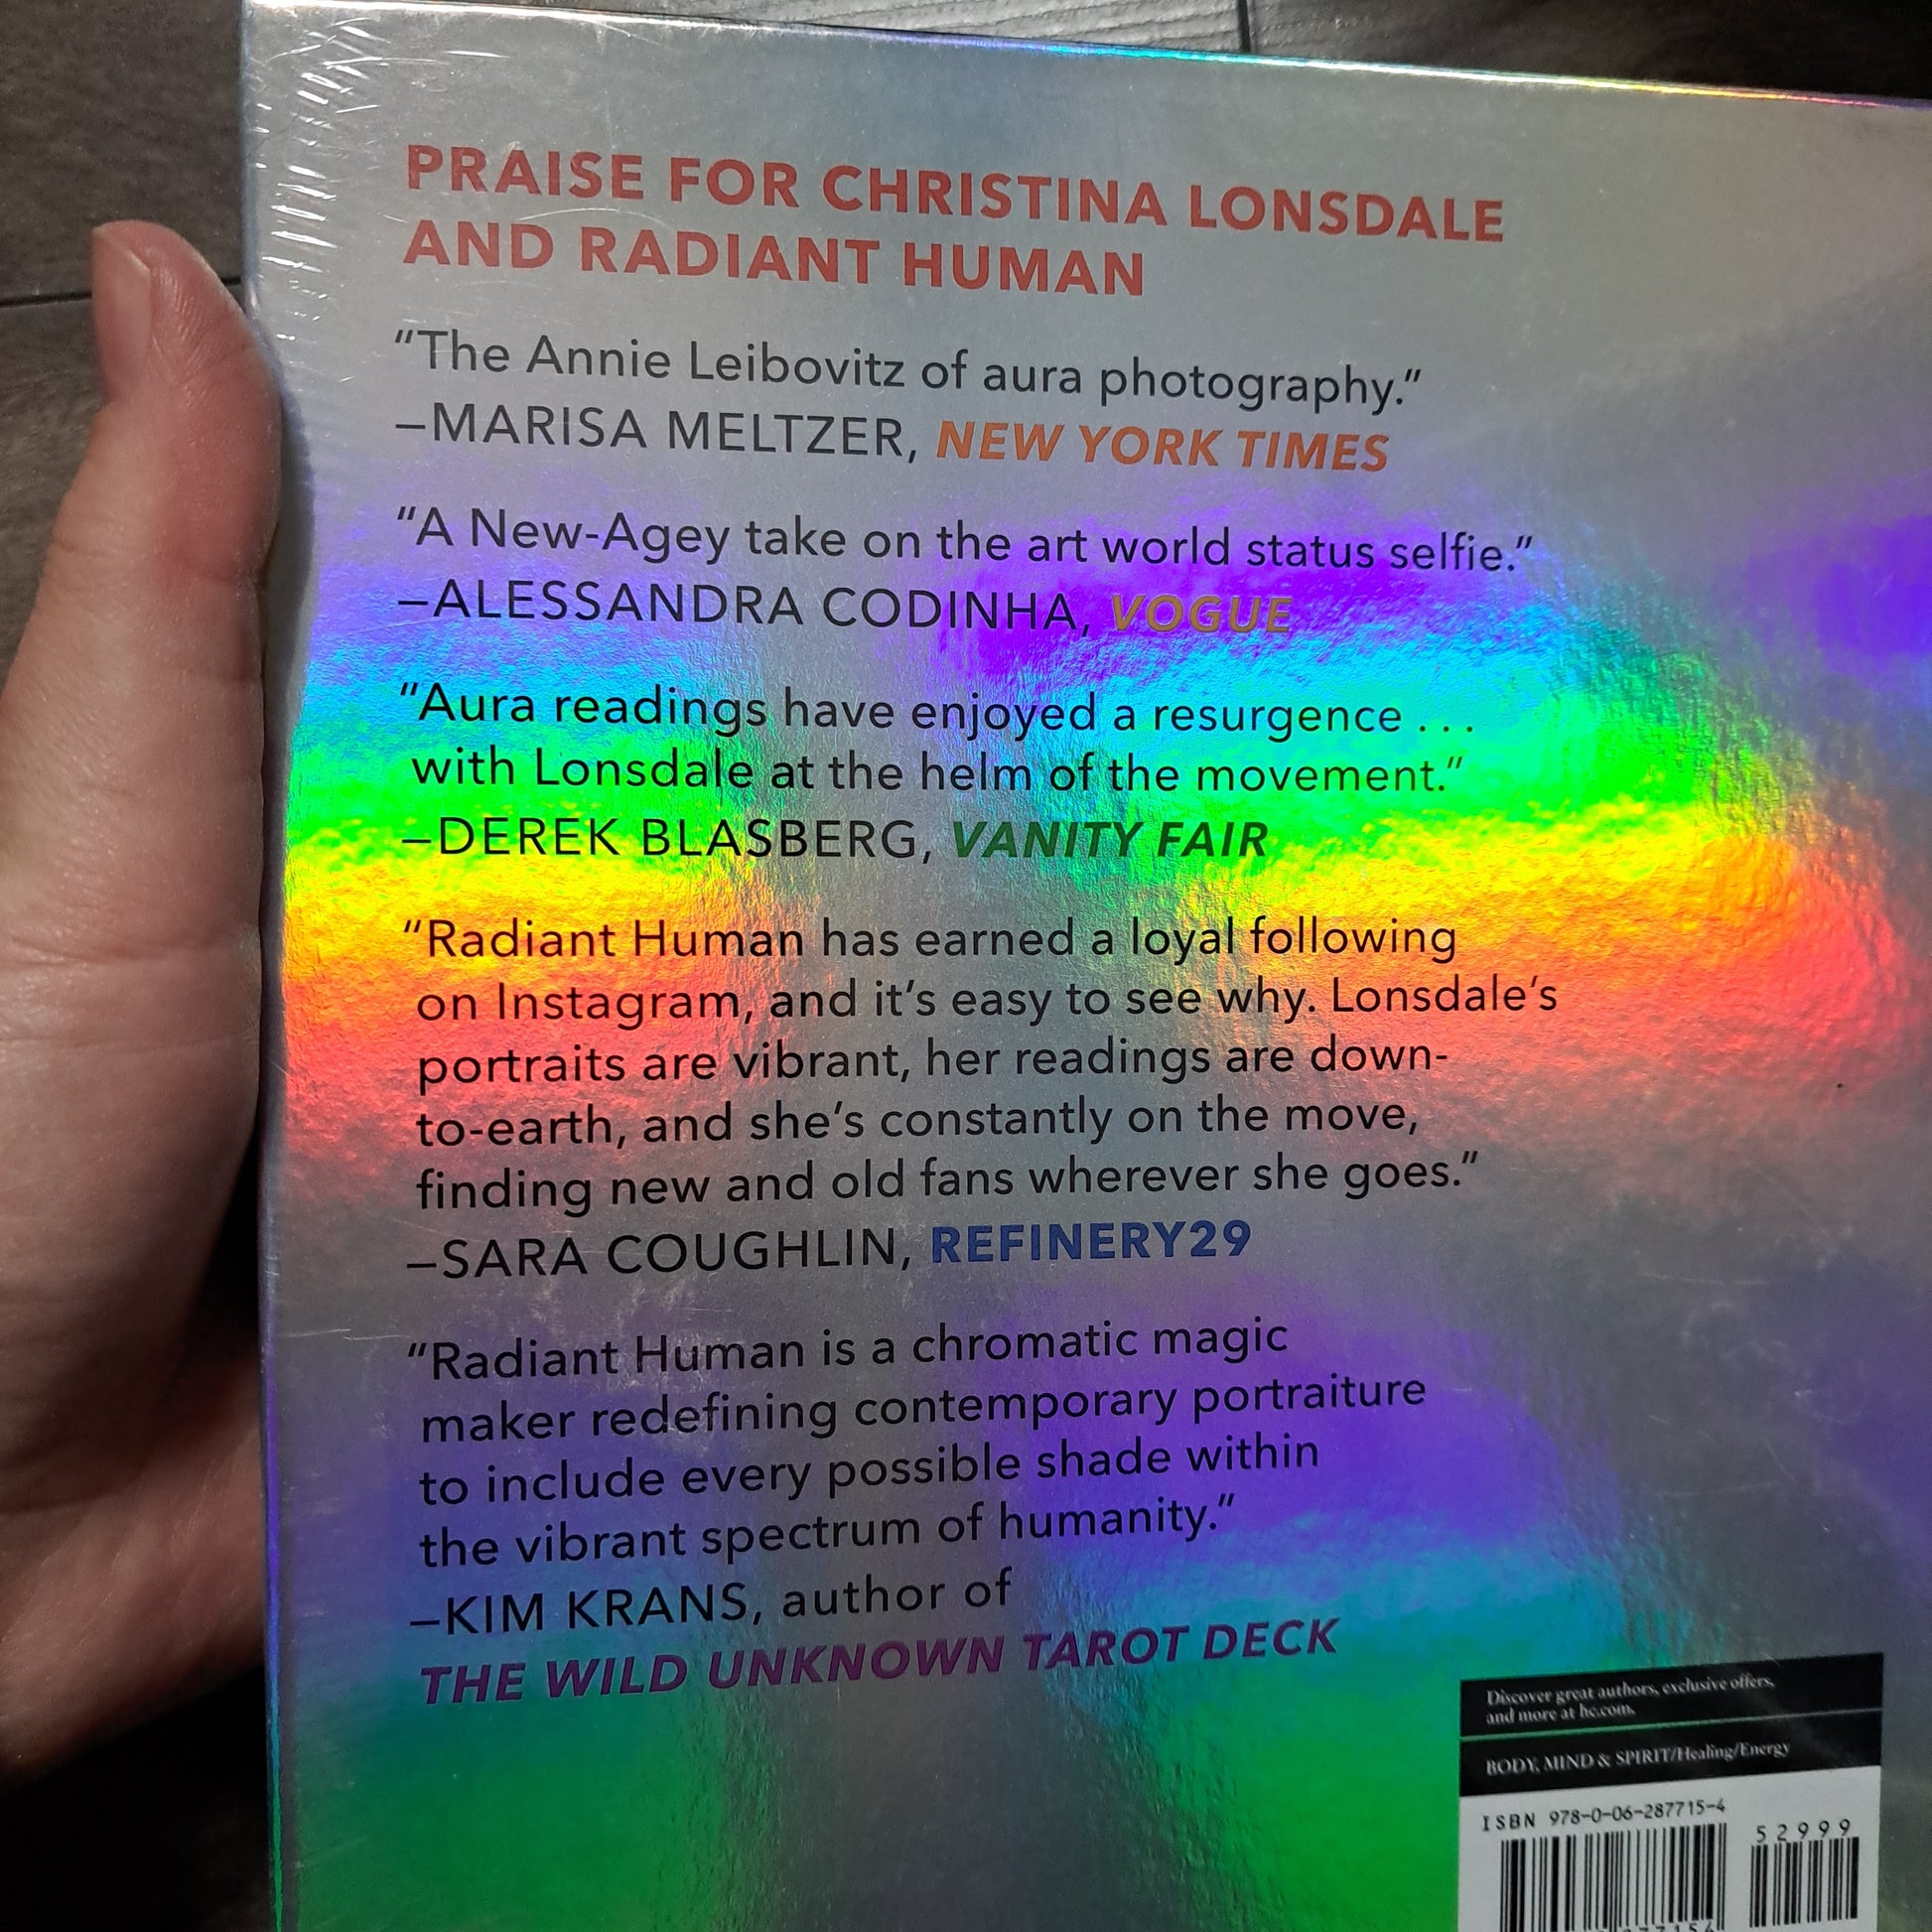 PRAISE FOR CHRISTINA LONSDALE
AND RADIANT HUMAN
“The Annie Leibovitz of aura photography.”
–MARISA MELTZER, NEW YORK TIMES
“A New-Agey take on the art world status selfie.”
–ALESSANDRA CODINHA, VOGUE
“Aura readings have enjoyed a resurgence . . .
with Lonsdale at the helm of the movement.”
–DEREK BLASBERG, VANITY FAIR
“Radiant Human has earned a loyal following
on Instagram, and it’s easy to see why. Lonsdale’s
portraits are vibrant, her readings are down-
to-earth, and she’s constantly on the move,
finding new and old fans wherever she goes.”
–SARA COUGHLIN, REFINERY29
“Radiant Human is a chromatic magic
maker redefining contemporary portraiture
to include every possible shade within
the vibrant spectrum of humanity.”
–KIM KRANS, author of
THE WILD UNKNOWN TAROT DECK
Discover great authors, exclusive offers,
and more at hc.com.
BODY, MIND & SPIRIT/Healing/Energy
ISBN 978-0-06-287715-4
52999